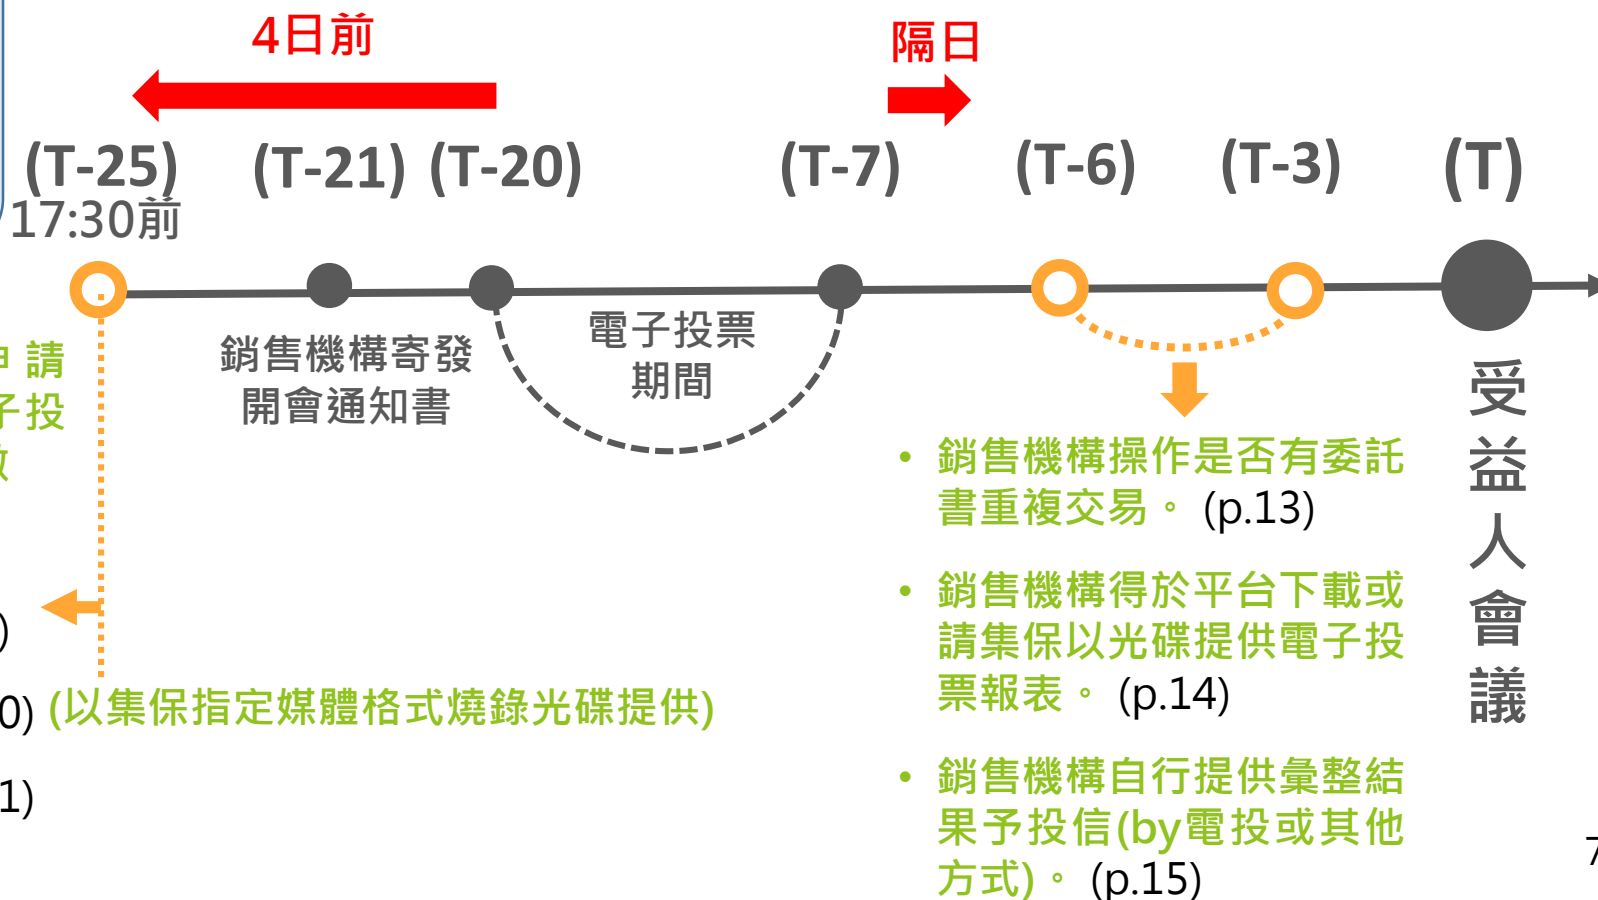 4日前
隔日
(T-25)
17:30前
(T-21)
(T-20)
(T-7)
(T-6)
(T-3)
(T)
請
子投
銷售機構寄發
開會通知書
電子投票
期間
受
益
人
會
議
• 銷售機構操作是否有委託
書重複交易。 (p.13)
• 銷售機構得於平台下載或
請集保以光碟提供電子投
票報表。 (p.14)
• 銷售機構自行提供彙整結
果予投信(by電投或其他
方式)。 (p.15)
)
0) (以集保指定媒體格式燒錄光碟提供)
1)
7